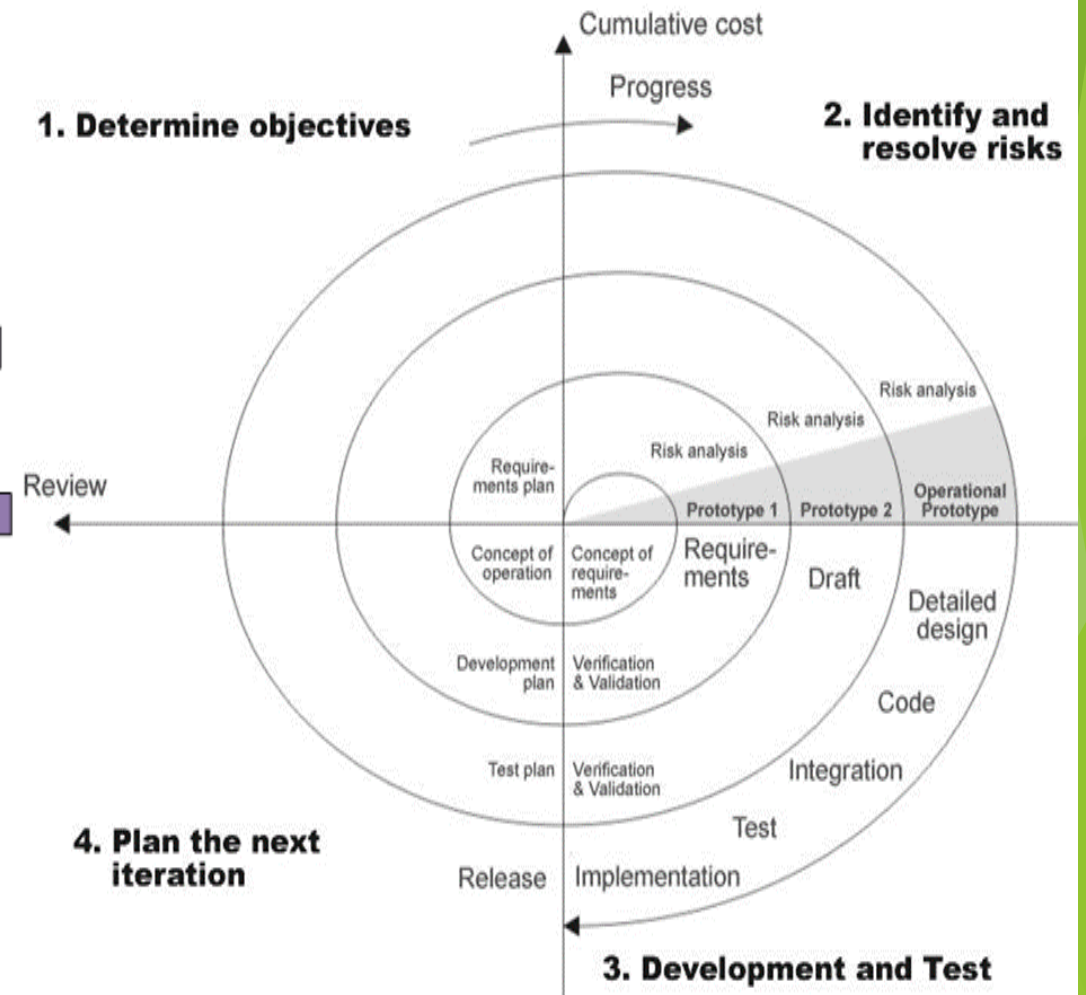 Cumulative cost
Progress
1. Determine objectives
2. Identify and
resolve risks
Risk analysis
Risk analysis
Risk analysis
Require-
ments plan
Review
Prototype 1
Prototype 2
Operational
Prototype
Concept of
operation
Concept of
require-
ments
Require-
ments
Draft
Detailed
design
Development
plan
Verification
& Validation
Code
Test plan
Verification
& Validation
Integration
Test
4. Plan the next
iteration
Release
Implementation
3. Development and Test